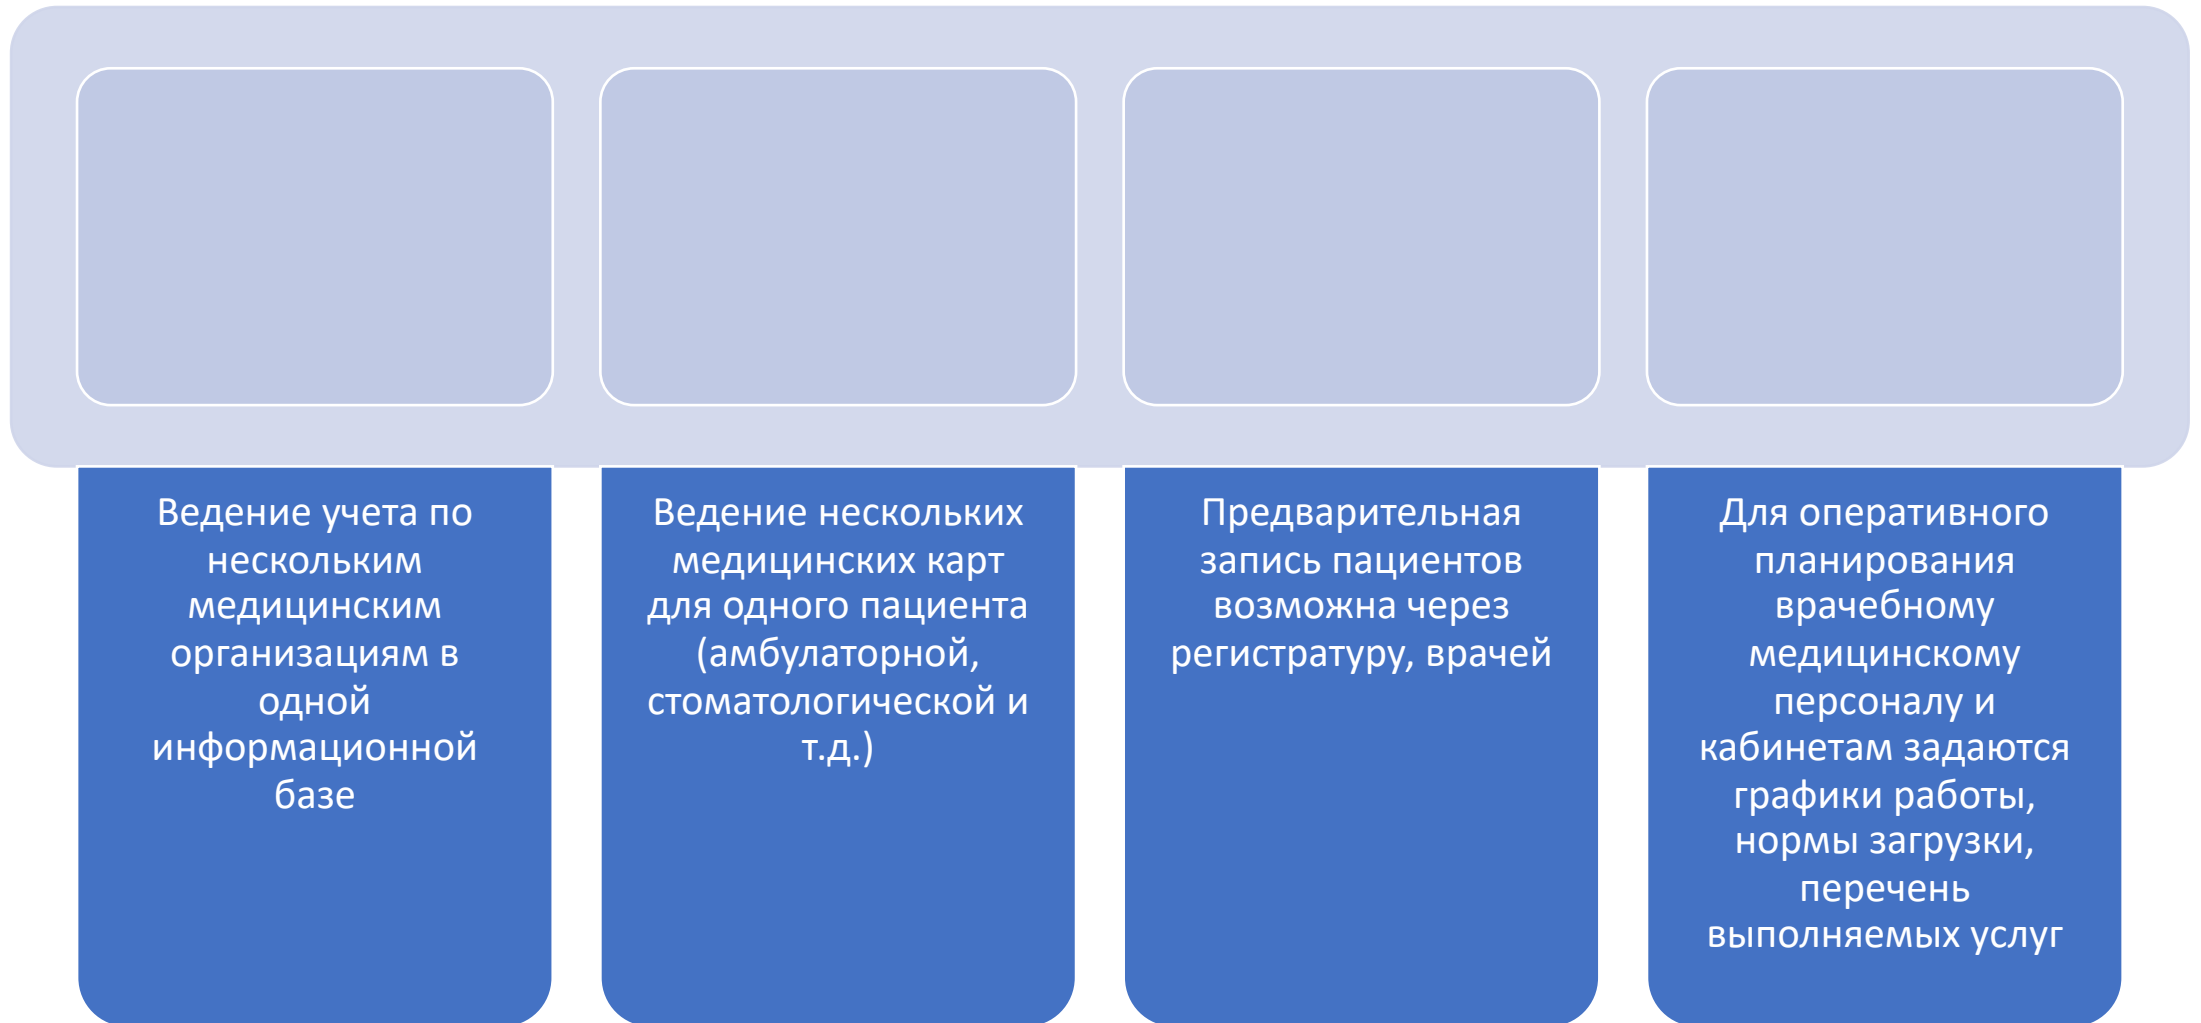 Ведение учета по
нескольким
медицинским
организациям в
одной
информационной
базе
Ведение нескольких
медицинских карт
для одного пациента
(амбулаторной,
стоматологической и
т.д.)
Предварительная
запись пациентов
возможна через
регистратуру, врачей
Для оперативного
планирования
врачебному
медицинскому
персоналу и
кабинетам задаются
графики работы,
нормы загрузки,
перечень
выполняемых услуг